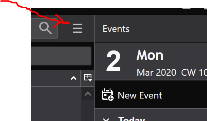 Events
2 Mon
Mar 2020 CW 10
New Event
Today